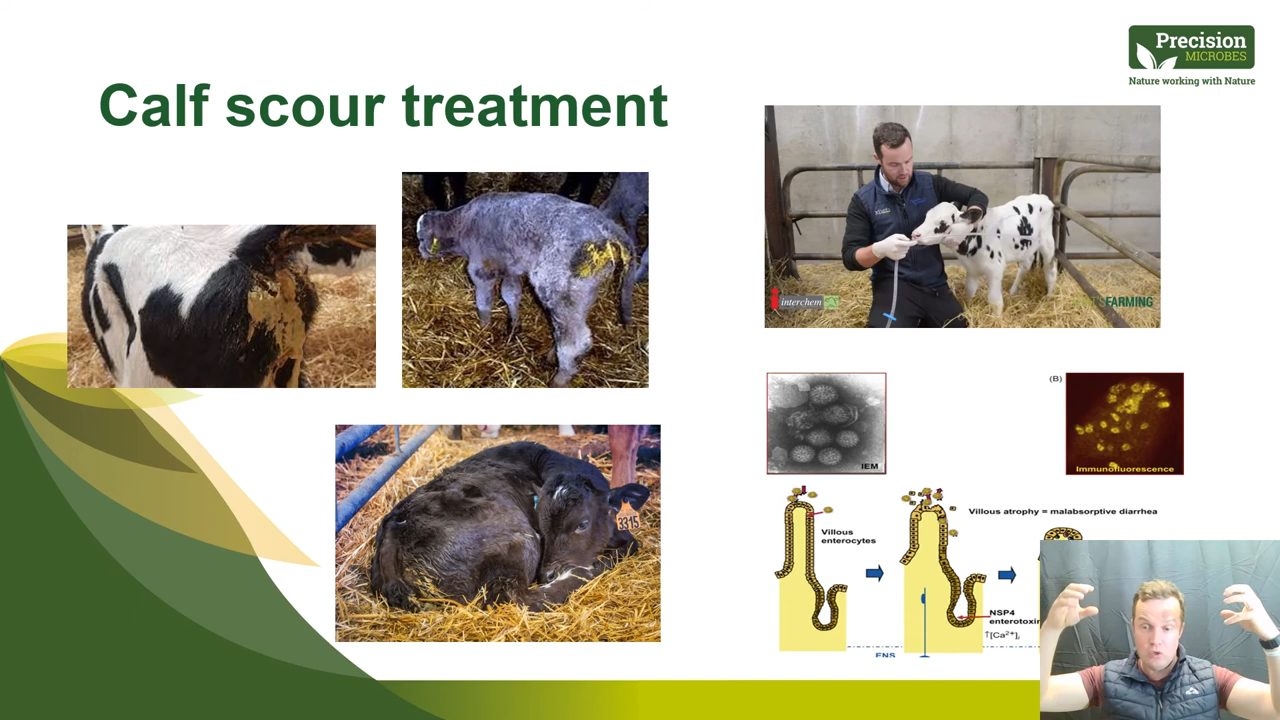 Precision
MICROBES
Nature working with Nature
Calf scour treatment
interchem
FARMING
3315
IEM
(B)
Immunofluorescence
Villous atrophy = malabsorptive diarrhea
Villous
enterocytes
NSP4
↑[Ca²⁺]ᵢ
ENS